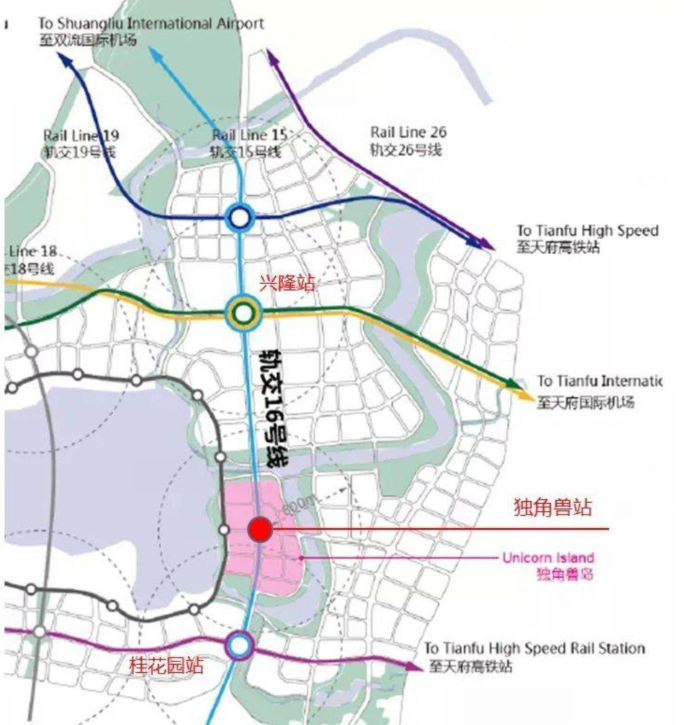 To Shuangliu International Airport
至双流国际机场
Rail Line 19
轨交19号线
Rail Line 15
轨交15号线
Rail Line 26
轨交26号线
To Tianfu High Speed
至天府高铁站
Line 18
18号线
兴隆站
轨交16号线
To Tianfu Internatic
至天府国际机场
600m
独角兽站
Unicorn Island
独角兽岛
桂花园站
To Tianfu High Speed Rail Station
至天府高铁站